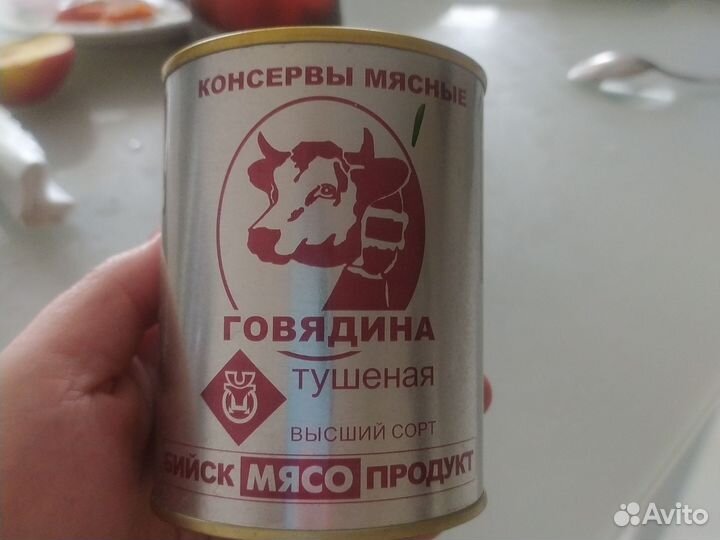 КОНСЕРВЫ МЯСНЫЕ
ГОВЯДИНА
тушеная
ВЫСШИЙ СОРТ
БИЙСК МЯСО ПРОДУКТ
Avito